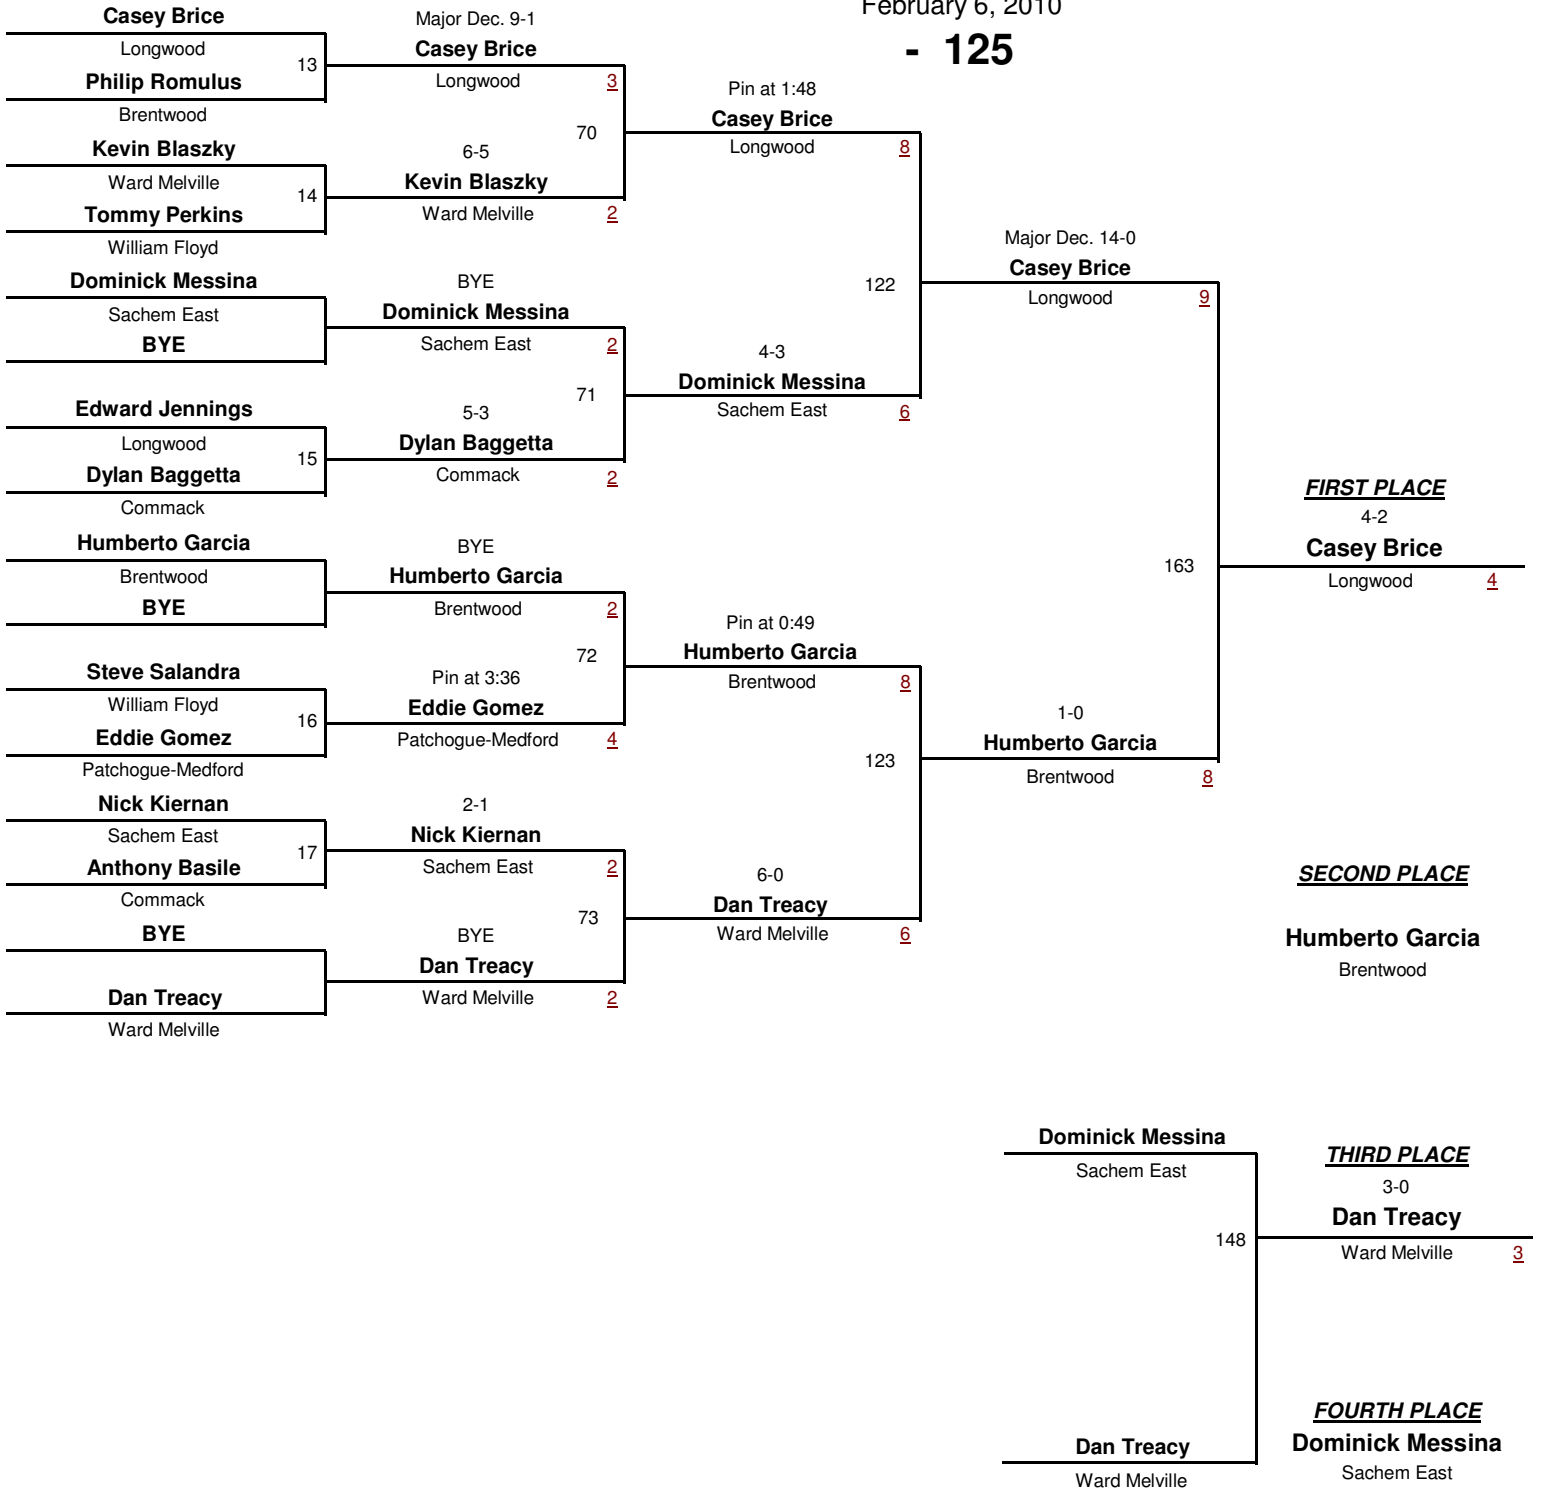 February 6, 2010
- 125
Casey Brice
Longwood
13
Philip Romulus
Brentwood
Kevin Blaszky
Ward Melville
14
Tommy Perkins
William Floyd
Dominick Messina
Sachem East
BYE
Edward Jennings
Longwood
15
Dylan Baggetta
Commack
Humberto Garcia
Brentwood
BYE
Steve Salandra
William Floyd
16
Eddie Gomez
Patchogue-Medford
Nick Kiernan
Sachem East
17
Anthony Basile
Commack
BYE
Dan Treacy
Ward Melville
Major Dec. 9-1
Casey Brice
Longwood 3
70
6-5
Kevin Blaszky
Ward Melville 2
BYE
Dominick Messina
Sachem East 2
71
5-3
Dylan Baggetta
Commack 2
BYE
Humberto Garcia
Brentwood 2
72
Pin at 3:36
Eddie Gomez
Patchogue-Medford 4
2-1
Nick Kiernan
Sachem East 2
73
BYE
Dan Treacy
Ward Melville 2
Pin at 1:48
Casey Brice
Longwood 8
122
4-3
Dominick Messina
Sachem East 6
Pin at 0:49
Humberto Garcia
Brentwood 8
123
6-0
Dan Treacy
Ward Melville 6
Major Dec. 14-0
Casey Brice
Longwood 9
163
1-0
Humberto Garcia
Brentwood 8
FIRST PLACE
4-2
Casey Brice
Longwood 4
SECOND PLACE
Humberto Garcia
Brentwood
Dominick Messina
Sachem East
148
Dan Treacy
Ward Melville
THIRD PLACE
3-0
Dan Treacy
Ward Melville 3
FOURTH PLACE
Dominick Messina
Sachem East